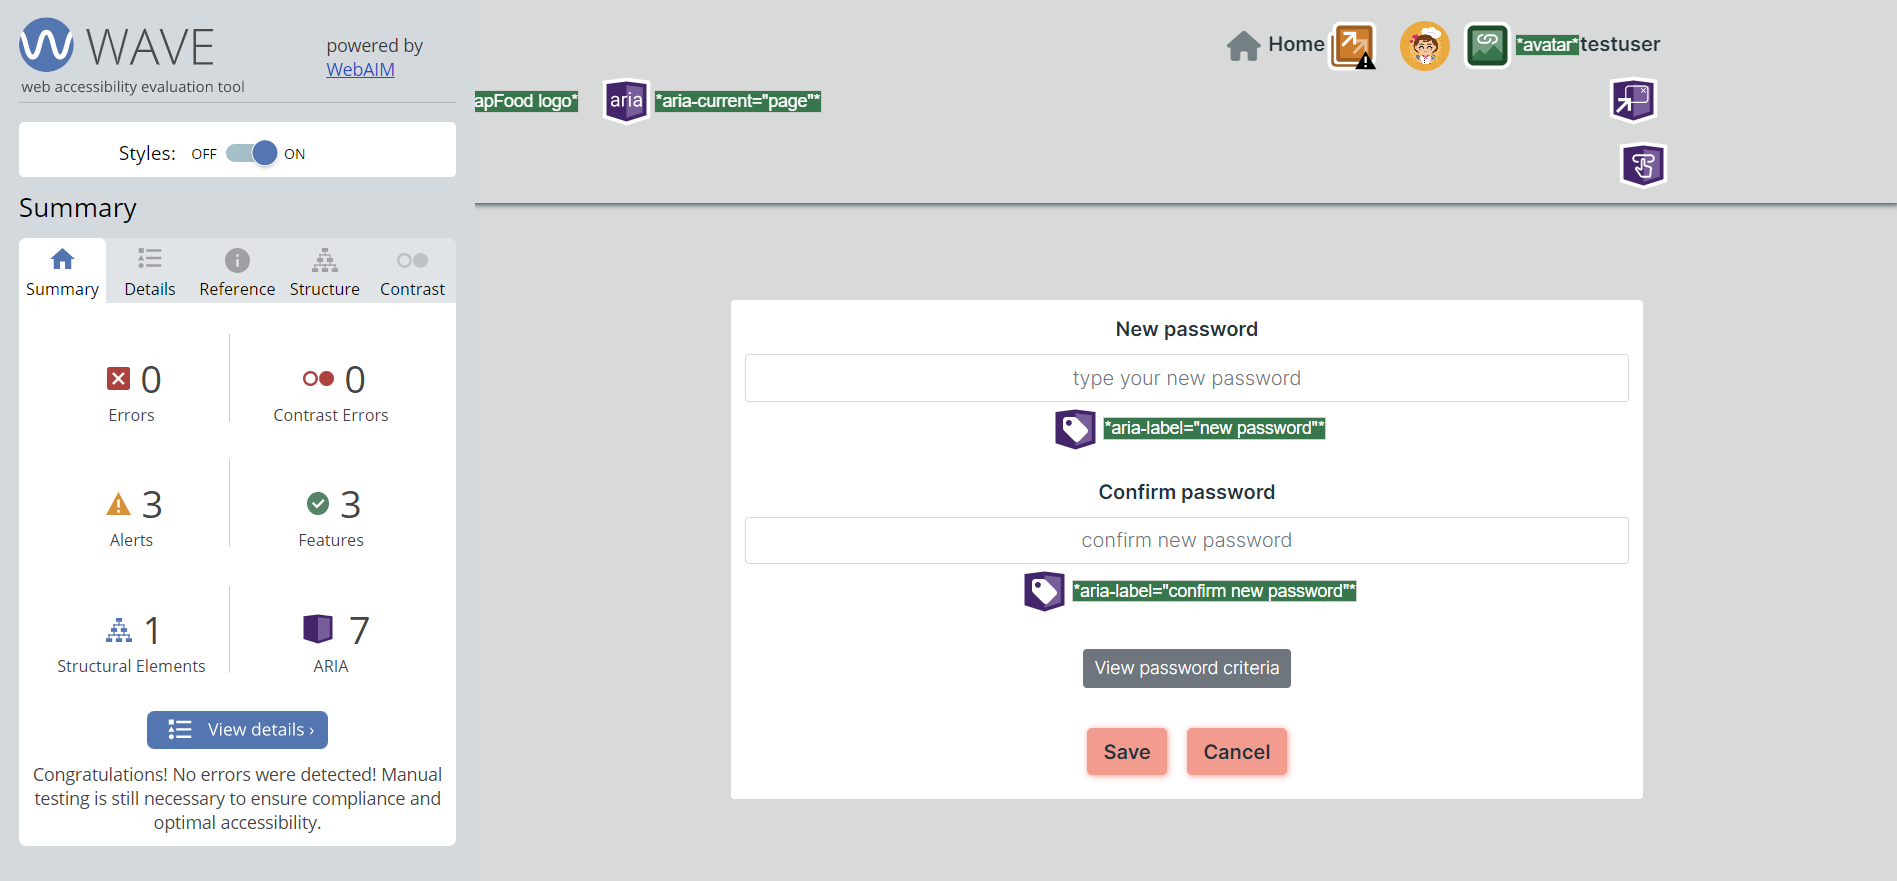 WAVE
web accessibility evaluation tool
powered by
WebAIM
Styles: OFF ON
Summary
Summary Details Reference Structure Contrast
0 0
Errors Contrast Errors
3 3
Alerts Features
1 7
Structural Elements ARIA
View details ›
Congratulations! No errors were detected! Manual
testing is still necessary to ensure compliance and
optimal accessibility.
Home *avatar* testuser
apFood logo* aria *aria-current="page"*
New password
type your new password
*aria-label="new password"*
Confirm password
confirm new password
*aria-label="confirm new password"*
View password criteria
Save Cancel